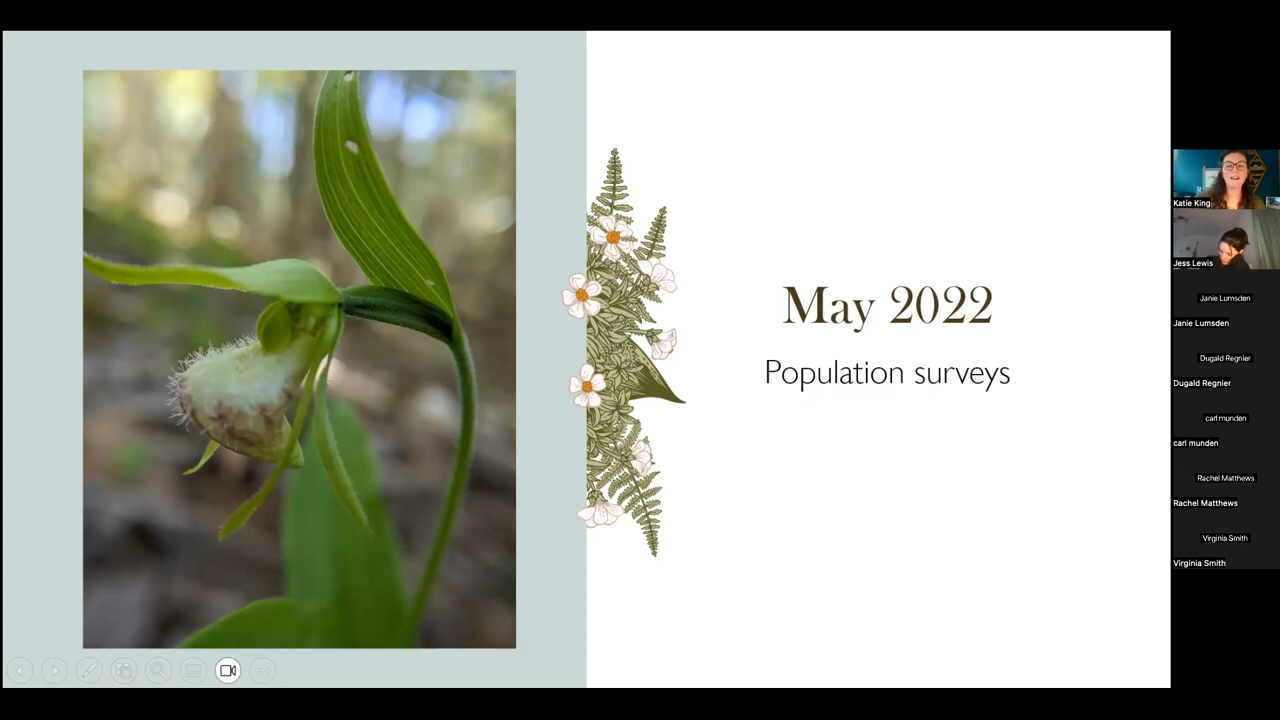 May 2022
Population surveys
Katie King
Jess Lewis
Janie Lumsden
Janie Lumsden
Dugald Regnier
Dugald Regnier
carl munden
carl munden
Rachel Matthews
Rachel Matthews
Virginia Smith
Virginia Smith